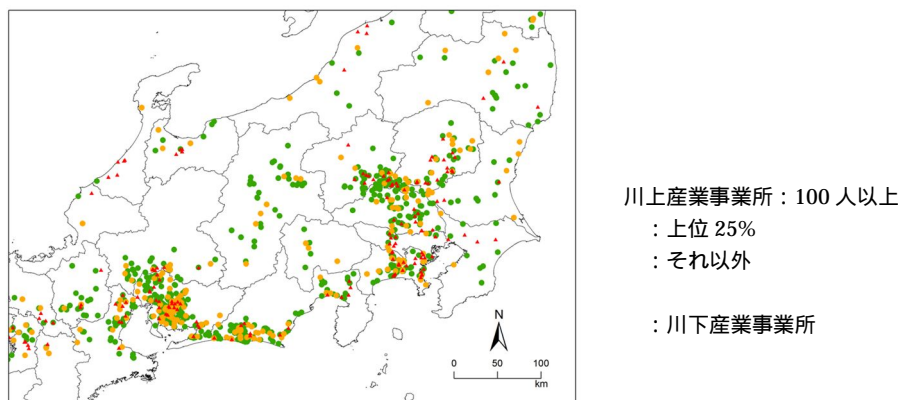 川上産業事業所：100 人以上
：上位 25%
：それ以外
：川下産業事業所
N
0 50 100
km